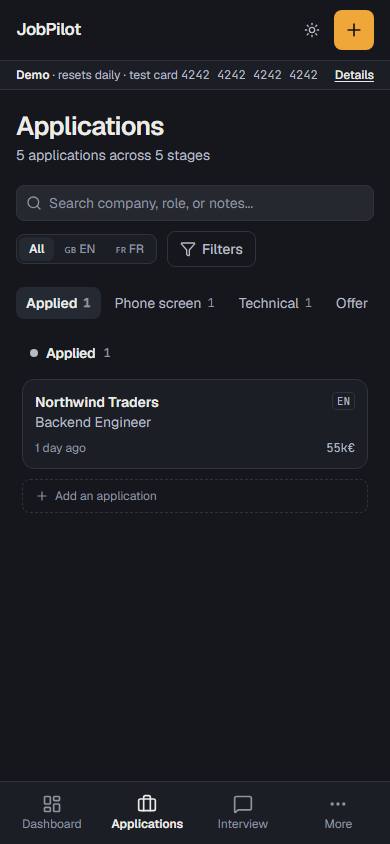 JobPilot
Demo · resets daily · test card 4242 4242 4242 4242 Details
Applications
5 applications across 5 stages
Search company, role, or notes...
All GB EN FR FR Filters
Applied 1 Phone screen 1 Technical 1 Offer
Applied 1
Northwind Traders EN
Backend Engineer
1 day ago 55k€
Add an application
Dashboard Applications Interview More